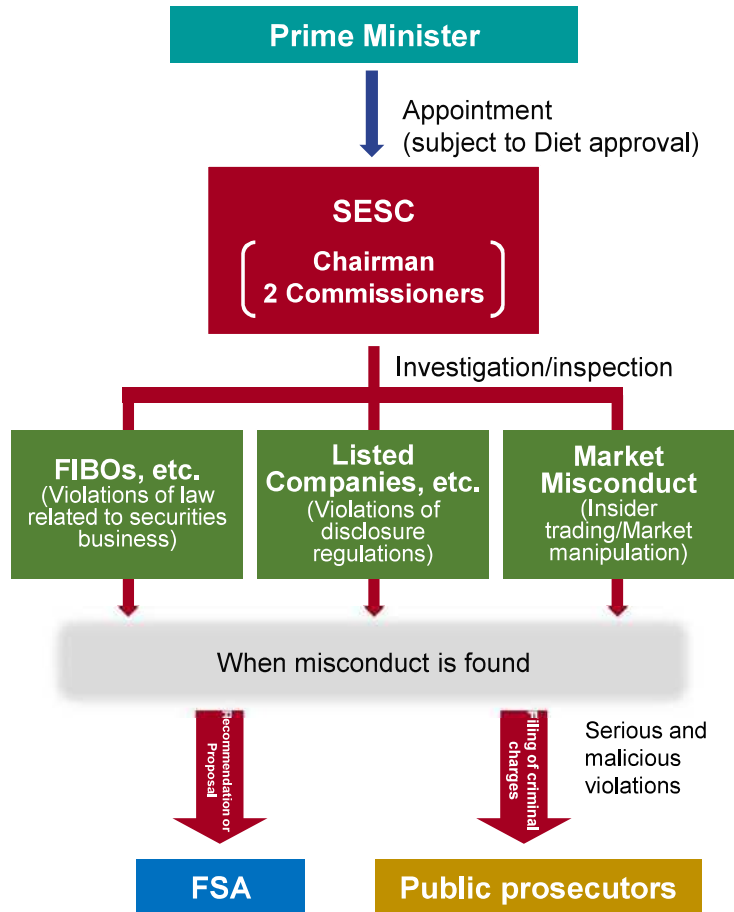 Prime Minister
Appointment
(subject to Diet approval)
SESC
Chairman
2 Commissioners
Investigation/inspection
FIBOs, etc.
(Violations of law
related to securities
business)
Listed
Companies, etc.
(Violations of
disclosure
regulations)
Market
Misconduct
(Insider
trading/Market
manipulation)
When misconduct is found
Recommendation or
Proposal
Filing of criminal
charges
Serious and
malicious
violations
FSA
Public prosecutors